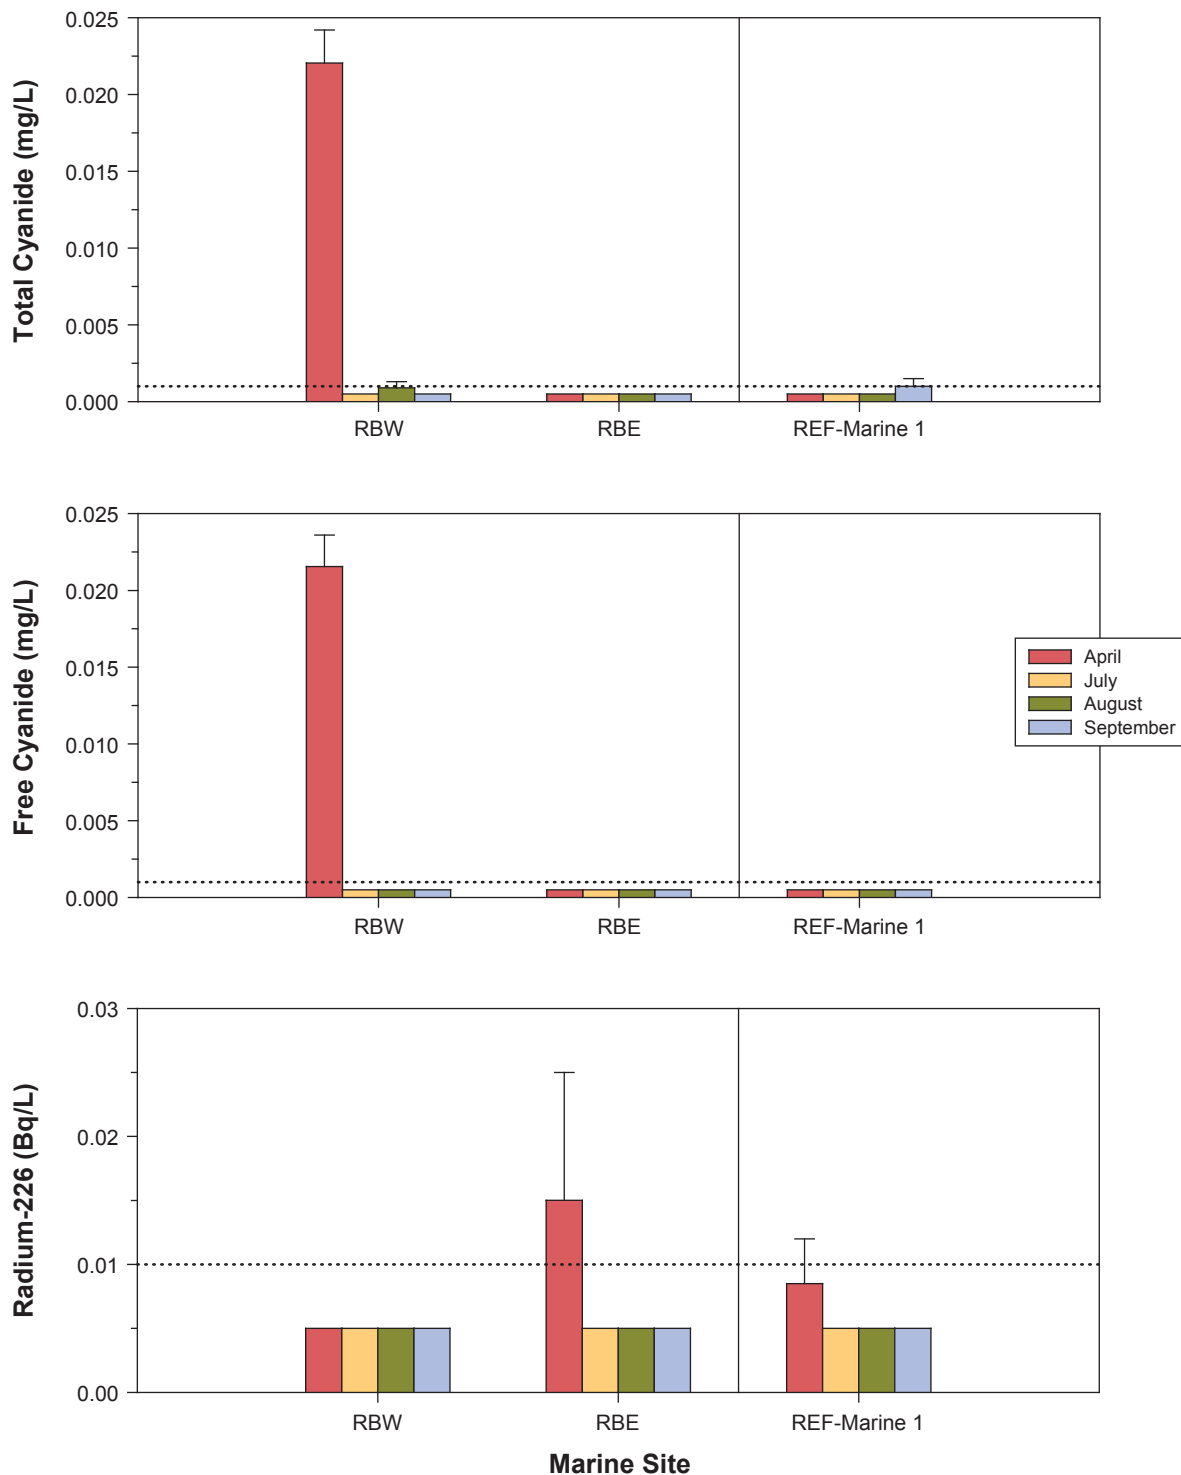 Total Cyanide (mg/L)
0.025
0.020
0.015
0.010
0.005
0.000
RBW RBE REF-Marine 1
Free Cyanide (mg/L)
0.025
0.020
0.015
0.010
0.005
0.000
RBW RBE REF-Marine 1
April
July
August
September
Radium-226 (Bq/L)
0.03
0.02
0.01
0.00
RBW RBE REF-Marine 1
Marine Site